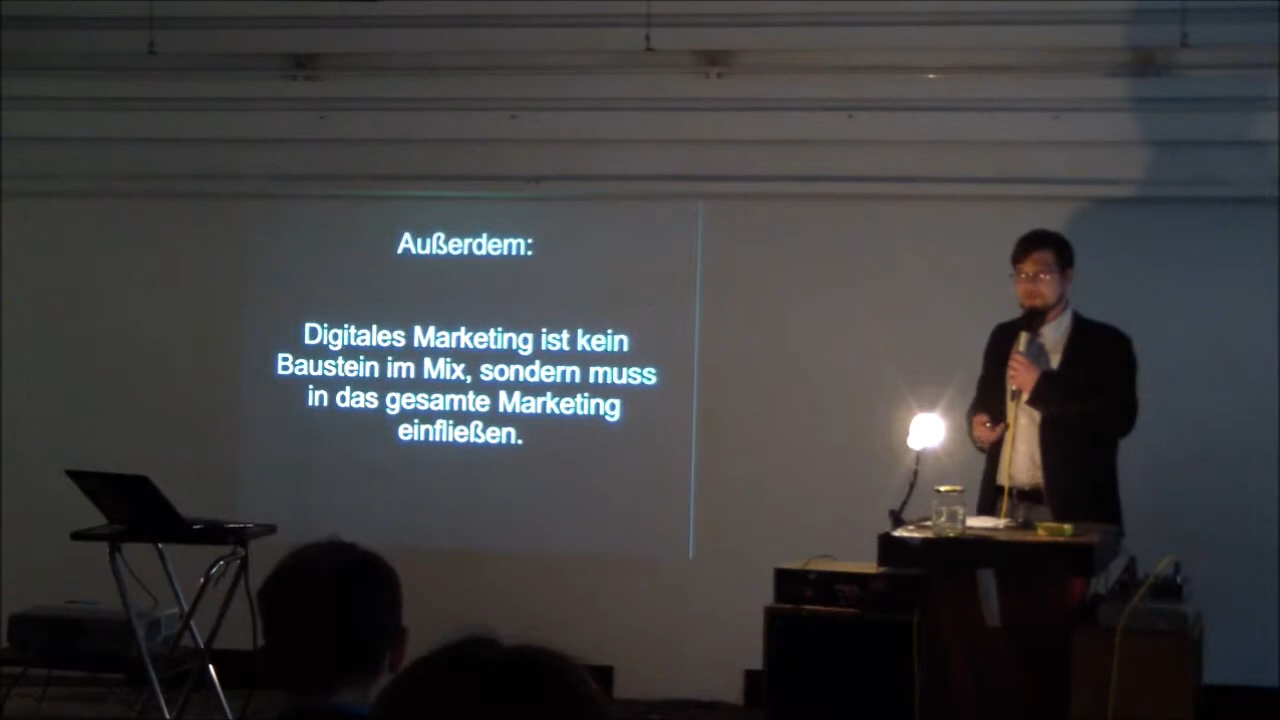 Außerdem:
Digitales Marketing ist kein
Baustein im Mix, sondern muss
in das gesamte Marketing
einfließen.